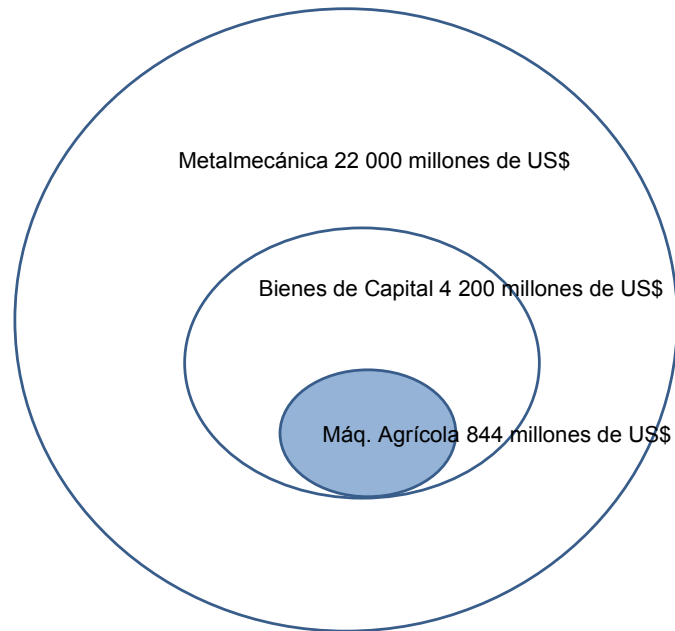 Metalmecánica 22 000 millones de US$
Bienes de Capital 4 200 millones de US$
Máq. Agrícola 844 millones de US$